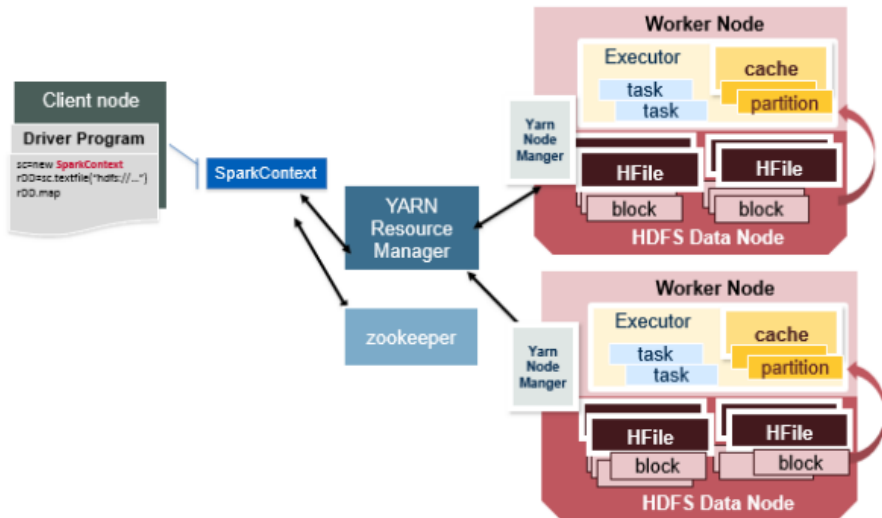 Client node
Driver Program
sc=new SparkContext
rDD=sc.textfile("hdfs://...")
rDD.map
SparkContext
YARN
Resource
Manager
zookeeper
Worker Node
Executor
task
task
cache
partition
Yarn
Node
Manger
HFile
HFile
block
block
HDFS Data Node
Worker Node
Executor
task
task
cache
partition
Yarn
Node
Manger
HFile
HFile
block
block
HDFS Data Node